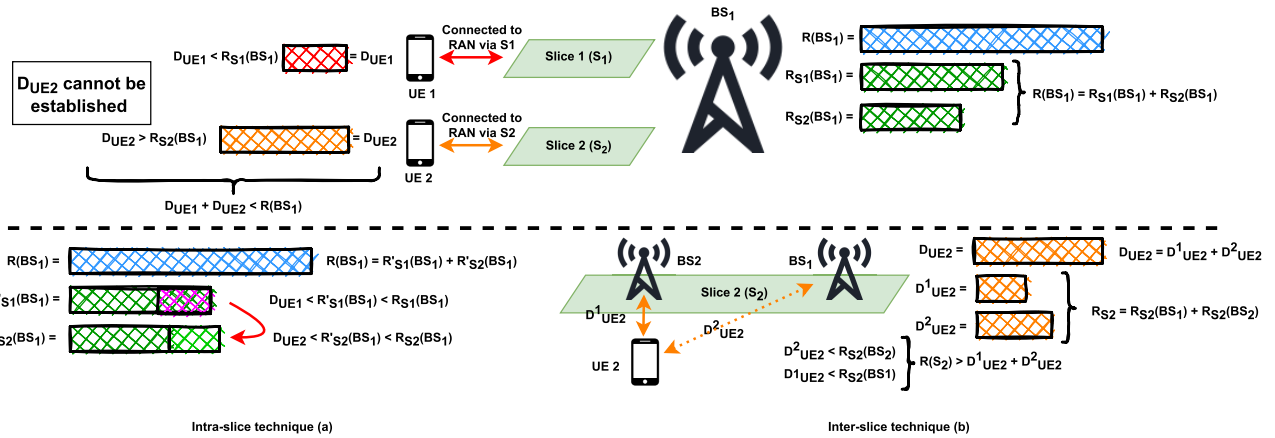 BS1
Connected to
RAN via S1
R(BS1) =
DUE1 < RS1(BS1)
= DUE1
Slice 1 (S1)
RS1(BS1) =
DUE2 cannot be
established
UE 1
R(BS1) = RS1(BS1) + RS2(BS1)
Connected to
RAN via S2
RS2(BS1) =
DUE2 > RS2(BS1)
= DUE2
Slice 2 (S2)
UE 2
DUE1 + DUE2 < R(BS1)
R(BS1) =
R(BS1) = R'S1(BS1) + R'S2(BS1)
'S1(BS1) =
DUE1 < R'S1(BS1) < RS1(BS1)
S2(BS1) =
DUE2 < R'S2(BS1) < RS2(BS1)
Intra-slice technique (a)
BS2
BS1
Slice 2 (S2)
D1UE2
D2UE2
UE 2
D2UE2 < RS2(BS2)
D1UE2 < RS2(BS1)
R(S2) > D1UE2 + D2UE2
DUE2 =
DUE2 = D1UE2 + D2UE2
D1UE2 =
D2UE2 =
RS2 = RS2(BS1) + RS2(BS2)
Inter-slice technique (b)